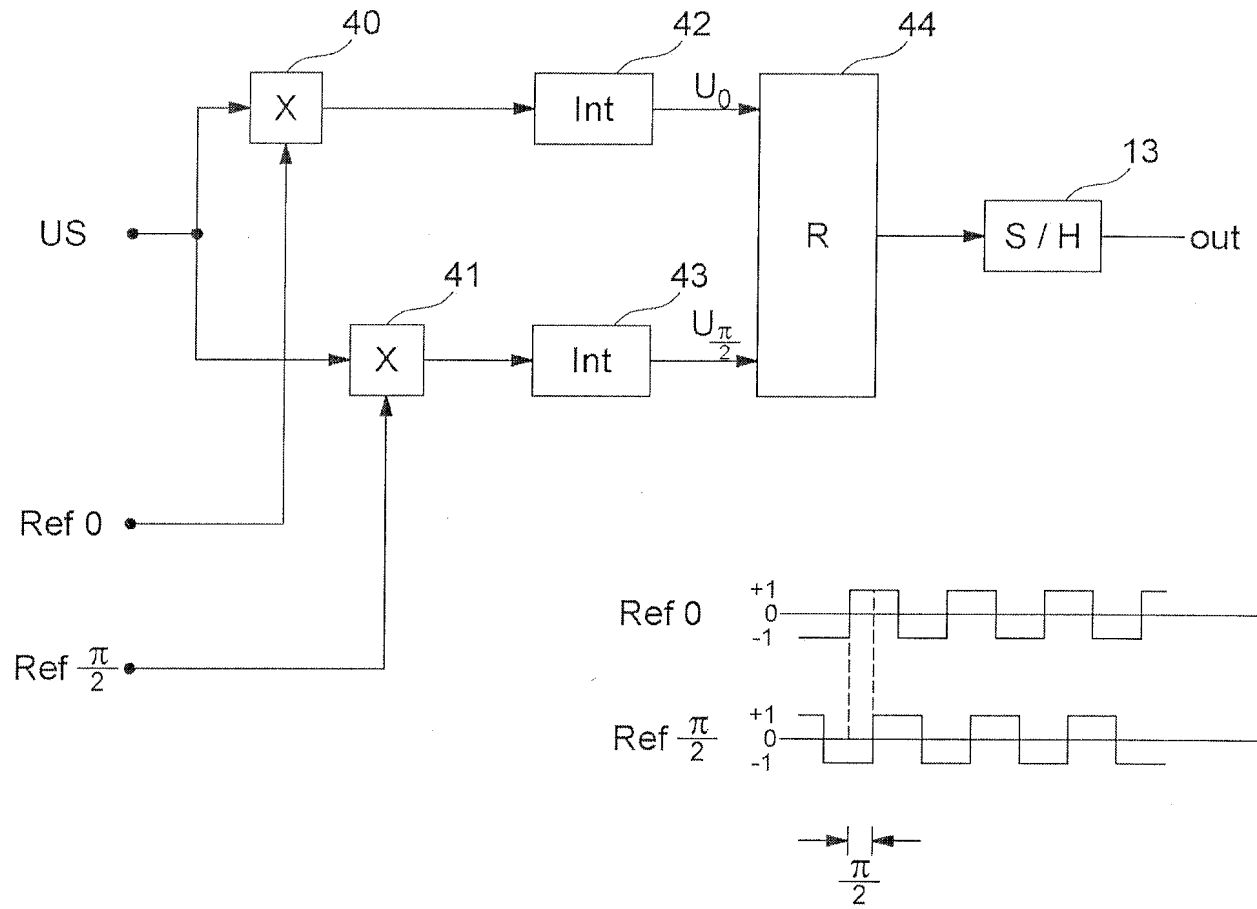 40
42
44
X
Int
U0
13
US
R
S / H
out
41
43
X
Int
Uπ/2
Ref 0
Ref π/2
Ref 0
+1
0
-1
Ref π/2
+1
0
-1
π/2